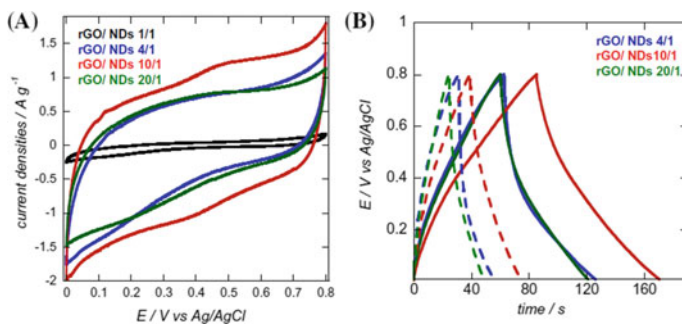 (A)
rGO/ NDs 1/1
rGO/ NDs 4/1
rGO/ NDs 10/1
rGO/ NDs 20/1
current densities / A g⁻¹
2
1.5
1
0.5
0
-0.5
-1
-1.5
-2
0 0.1 0.2 0.3 0.4 0.5 0.6 0.7 0.8
E / V vs Ag/AgCl
(B)
rGO/ NDs 4/1
rGO/ NDs10/1
rGO/ NDs 20/1
E / V vs Ag/AgCl
1
0.8
0.6
0.4
0.2
0 40 80 120 160
time / s